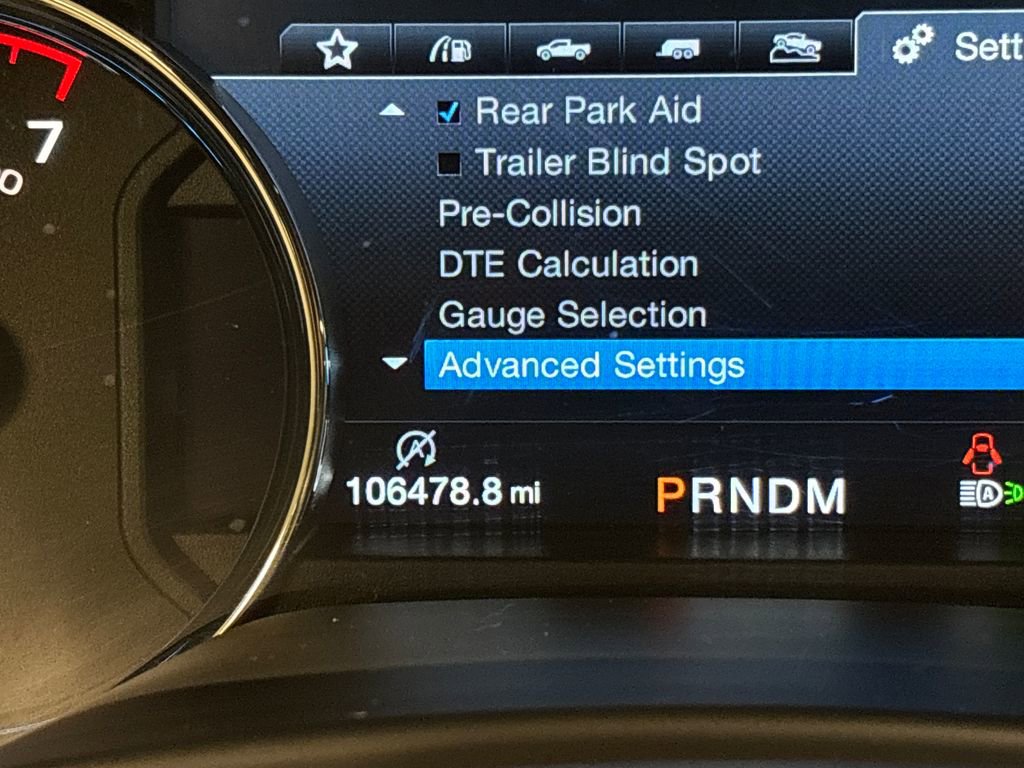 Sett
Rear Park Aid
Trailer Blind Spot
Pre-Collision
DTE Calculation
Gauge Selection
Advanced Settings
7
A
106478.8 mi
PRNDM
A